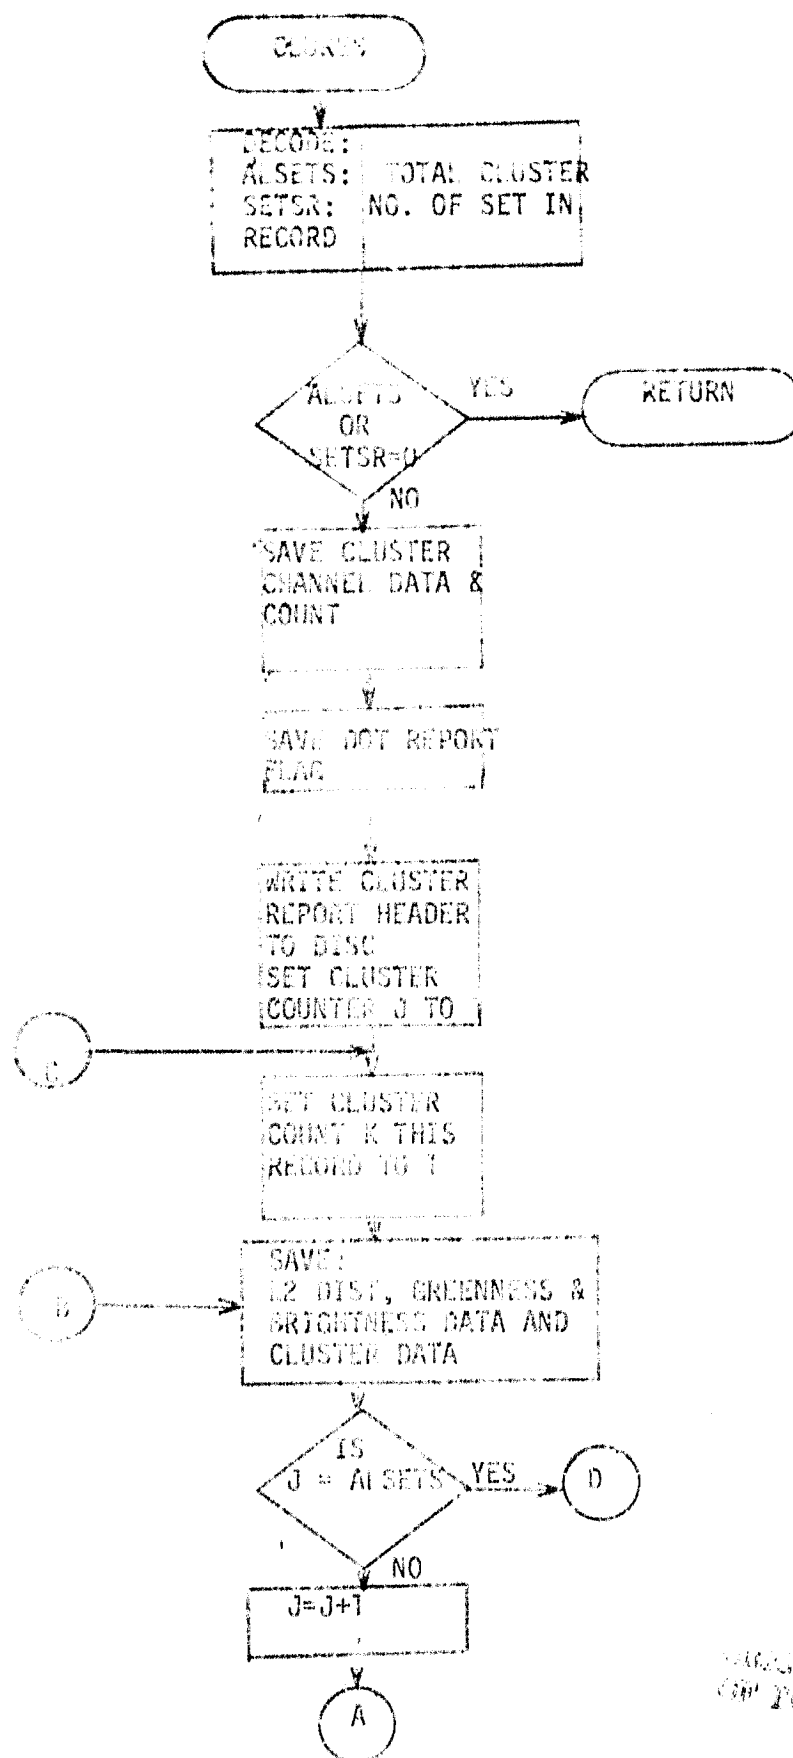 DECODE:
ALSETS: TOTAL CLUSTER
SETSR: NO. OF SET IN
RECORD
ALSETS YES RETURN
OR
SETSR=0
NO
SAVE CLUSTER
CHANNEL DATA &
COUNT
SAVE DOT REPORT
FLAG
WRITE CLUSTER
REPORT HEADER
TO DISC
SET CLUSTER
COUNTER J TO
C
SET CLUSTER
COUNT K THIS
RECORD TO 1
SAVE:
L2 DIST, GREENNESS &
B
BRIGHTNESS DATA AND
CLUSTER DATA
IS
J = ALSETS YES D
NO
J=J+1
A